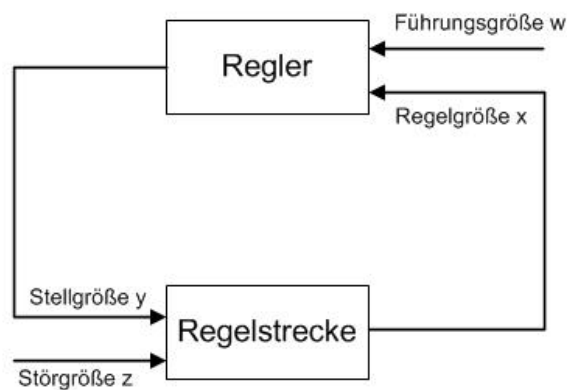 Führungsgröße w
Regler
Regelgröße x
Stellgröße y
Regelstrecke
Störgröße z